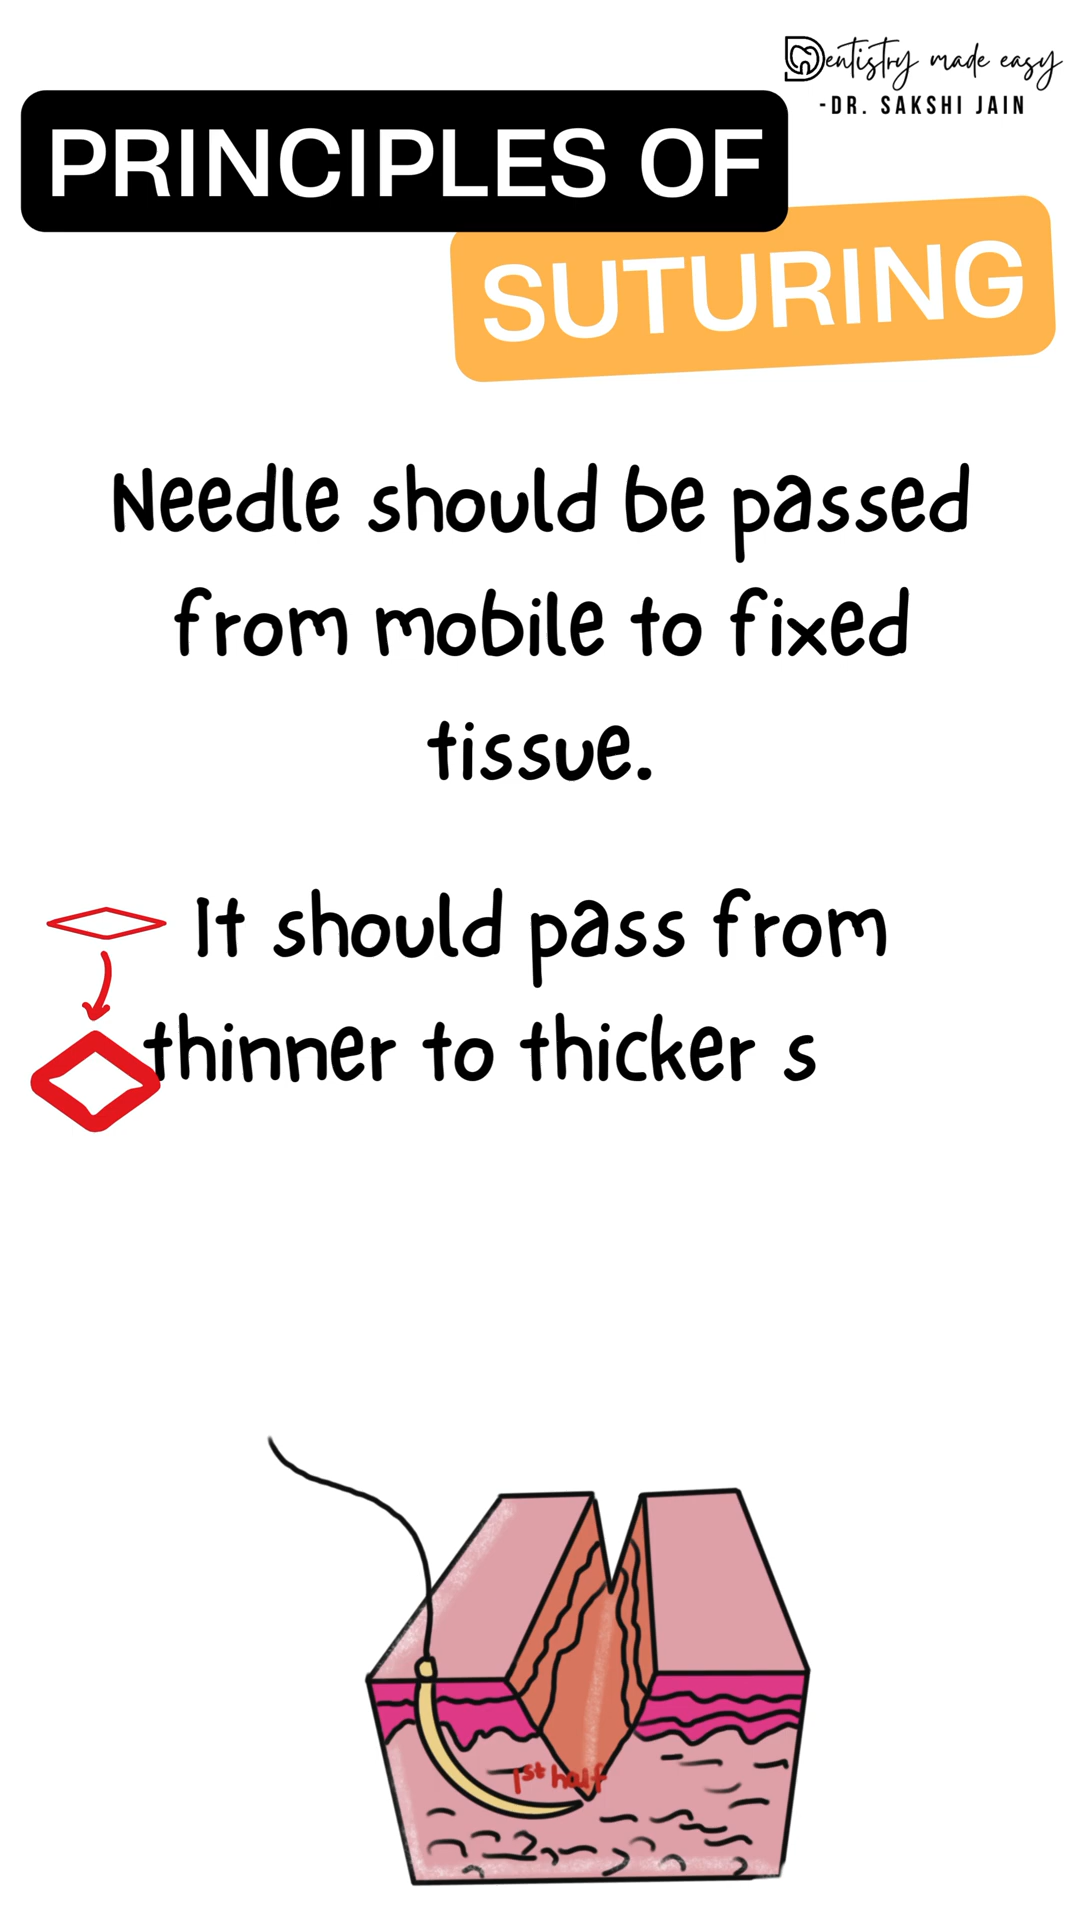 Dentistry made easy
-DR. SAKSHI JAIN
PRINCIPLES OF
SUTURING
Needle should be passed
from mobile to fixed
tissue.
It should pass from
thinner to thicker s
1st half